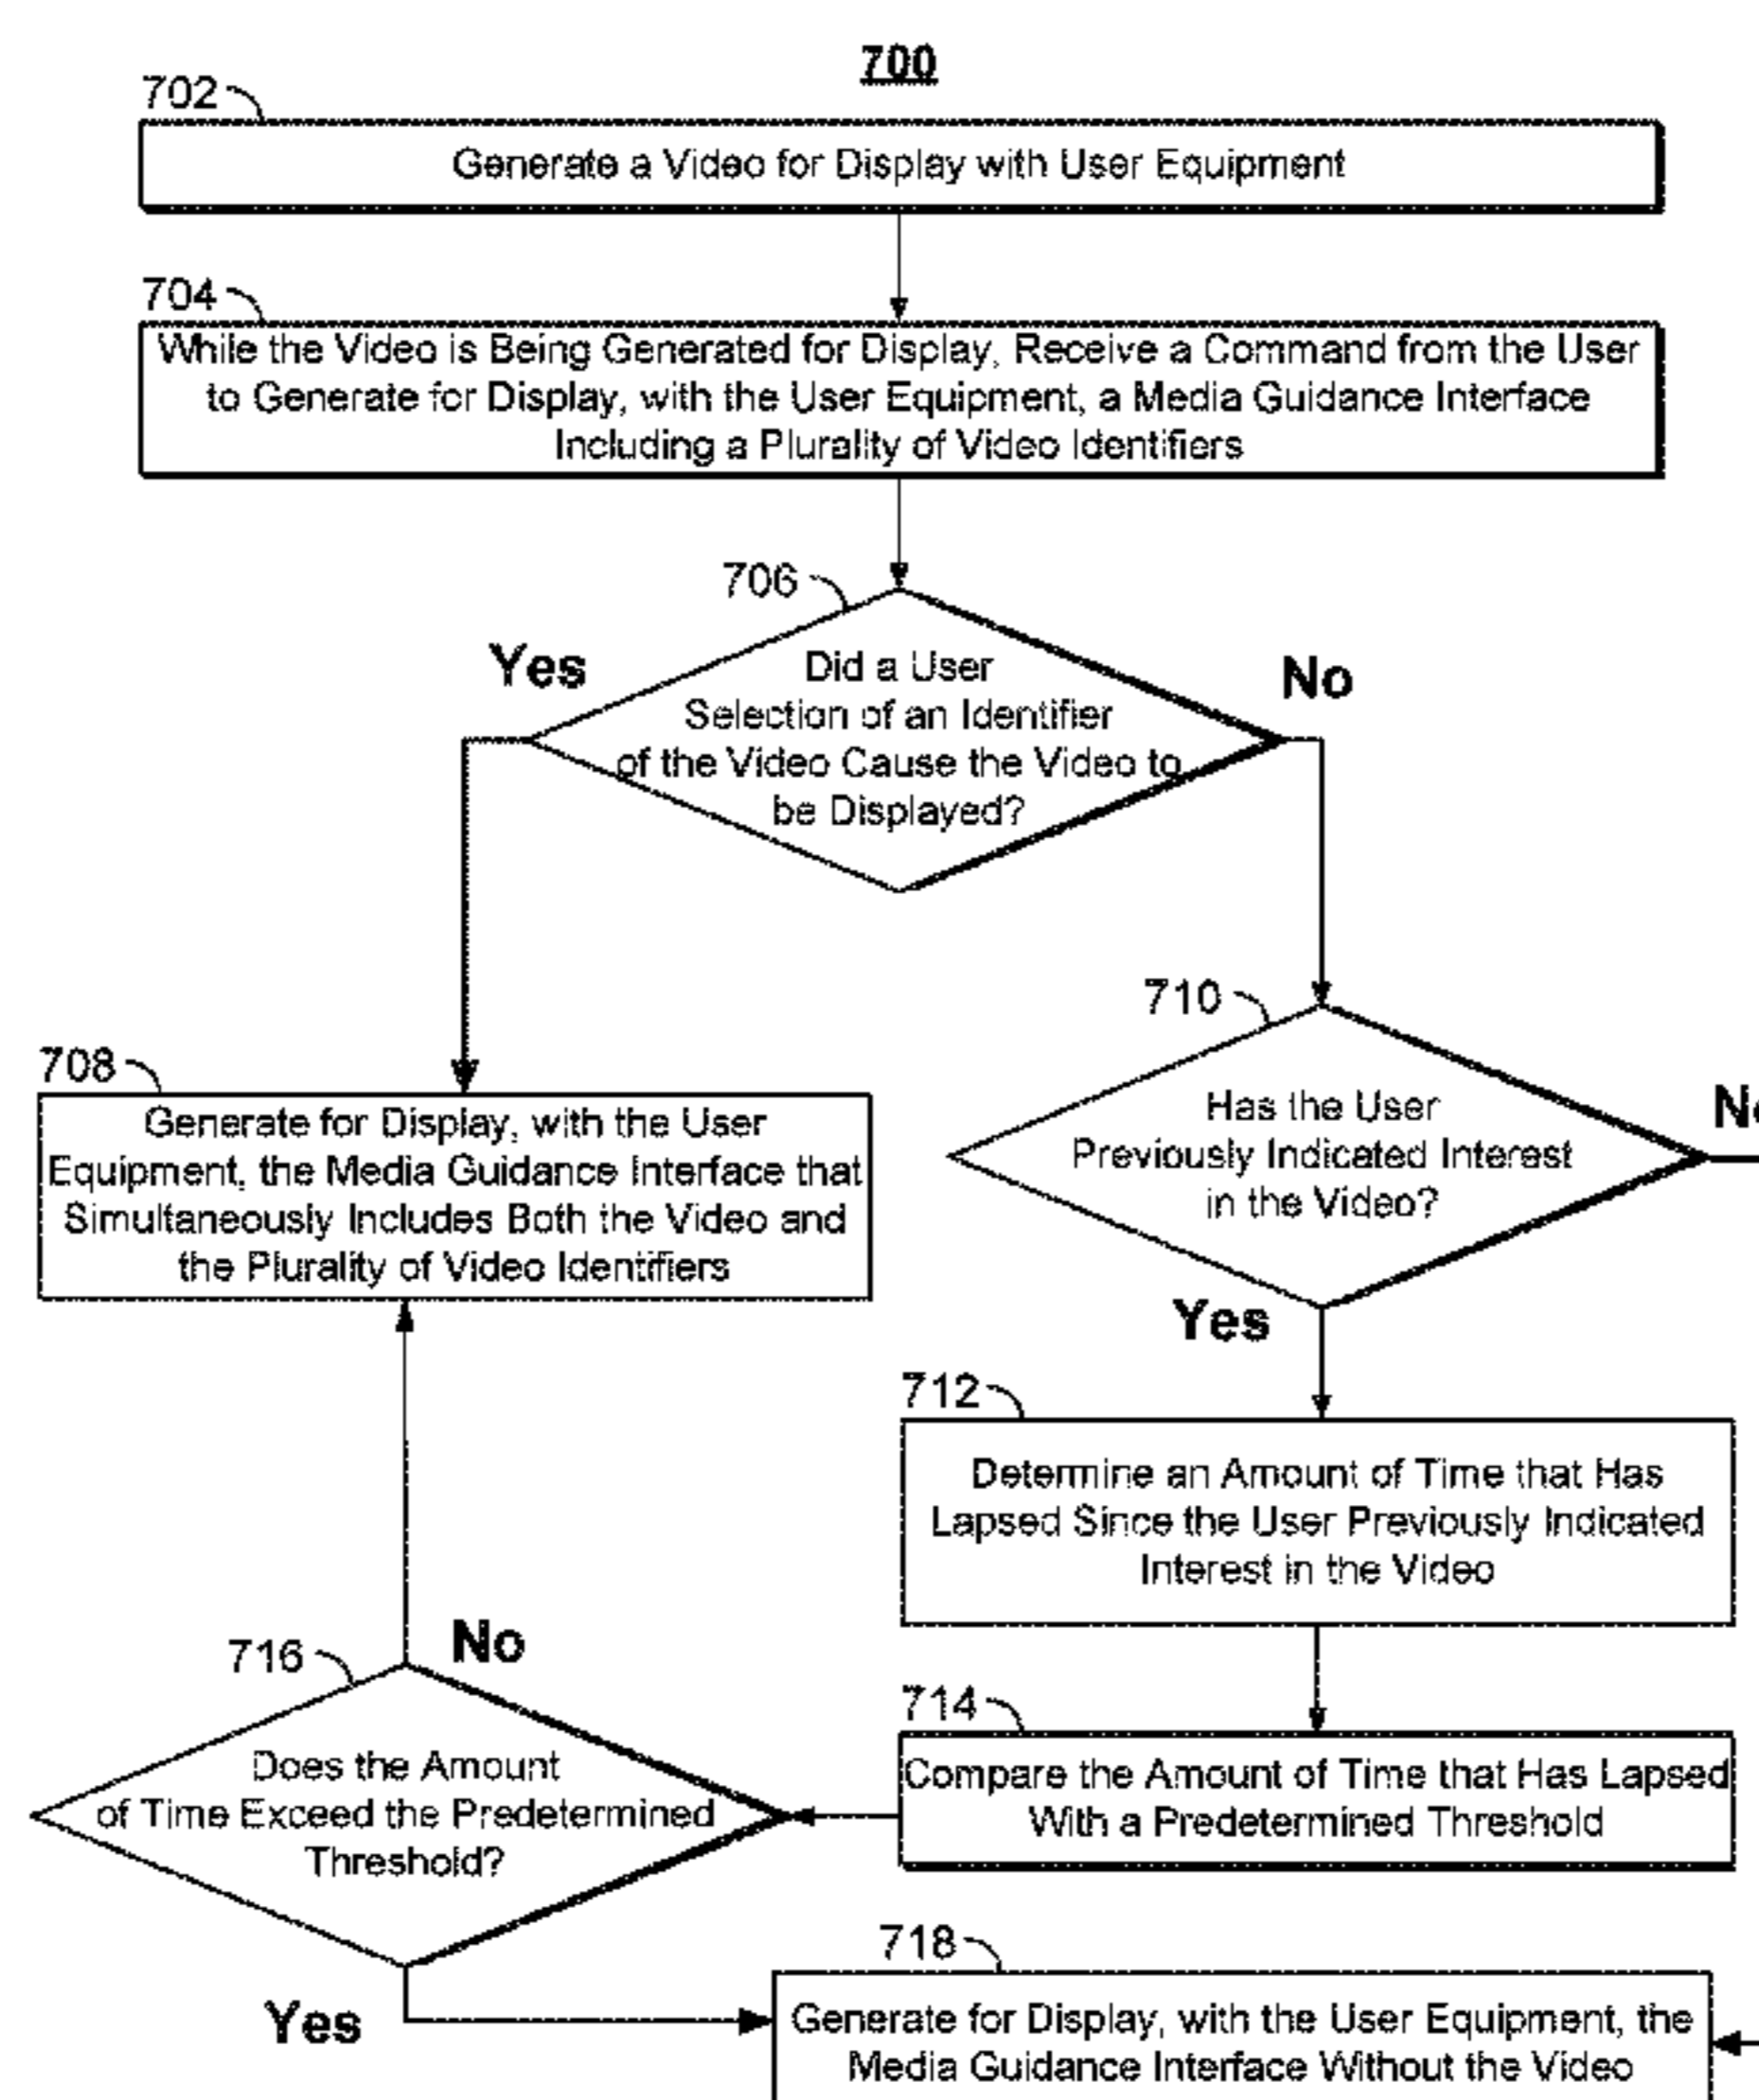 700
702
Generate a Video for Display with User Equipment
704
While the Video is Being Generated for Display, Receive a Command from the User
to Generate for Display, with the User Equipment, a Media Guidance Interface
Including a Plurality of Video Identifiers
706
Yes
No
Did a User
Selection of an Identifier
of the Video Cause the Video to
be Displayed?
710
708
Generate for Display, with the User
Equipment, the Media Guidance Interface that
Simultaneously Includes Both the Video and
the Plurality of Video Identifiers
Has the User
Previously Indicated Interest
in the Video?
Yes
712
Determine an Amount of Time that Has
Lapsed Since the User Previously Indicated
Interest in the Video
716
No
Does the Amount
of Time Exceed the Predetermined
Threshold?
714
Compare the Amount of Time that Has Lapsed
With a Predetermined Threshold
Yes
718
Generate for Display, with the User Equipment, the
Media Guidance Interface Without the Video